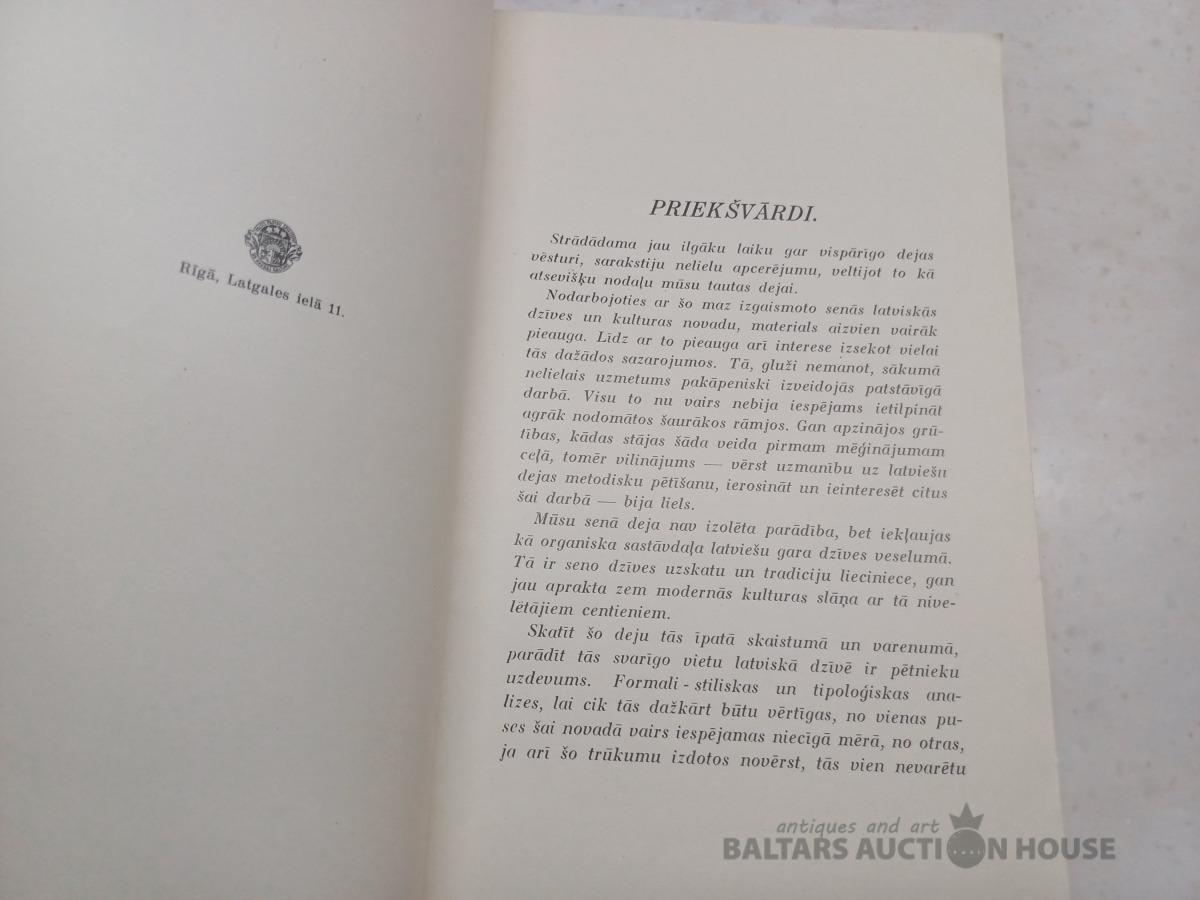 Rīgā, Latgales ielā 11.
PRIEKŠVĀRDI.
Strādādama jau ilgāku laiku gar vispārīgo dejas
vēsturi, sarakstiju nelielu apcerējumu, veltijot to kā
atsevišķu nodaļu mūsu tautas dejai.
Nodarbojoties ar šo maz izgaismoto senās latviskās
dzīves un kulturas novadu, materials aizvien vairāk
pieauga. Līdz ar to pieauga arī interese izsekot vielai
tās dažādos sazarojumos. Tā, gluži nemanot, sākumā
nelielais uzmetums pakāpeniski izveidojās patstāvīgā
darbā. Visu to nu vairs nebija iespējams ietilpināt
agrāk nodomātos šaurākos rāmjos. Gan apzinājos grū-
tības, kādas stājas šāda veida pirmam mēģinājumam
ceļā, tomēr vilinājums — vērst uzmanību uz latviešu
dejas metodisku pētīšanu, ierosināt un ieinteresēt citus
šai darbā — bija liels.
Mūsu senā deja nav izolēta parādība, bet iekļaujas
kā organiska sastāvdaļa latviešu gara dzīves veselumā.
Tā ir seno dzīves uzskatu un tradiciju lieciniece, gan
jau aprakta zem modernās kulturas slāņa ar tā nive-
lētājiem centieniem.
Skatīt šo deju tās īpatā skaistumā un varenumā,
parādīt tās svarīgo vietu latviskā dzīvē ir pētnieku
uzdevums. Formali - stiliskas un tipoloģiskas ana-
lizes, lai cik tās dažkārt būtu vērtīgas, no vienas pu-
ses šai novadā vairs iespējamas niecīgā mērā, no otras,
ja arī šo trūkumu izdotos novērst, tās vien nevarētu
antiques and art
BALTARS AUCTION HOUSE